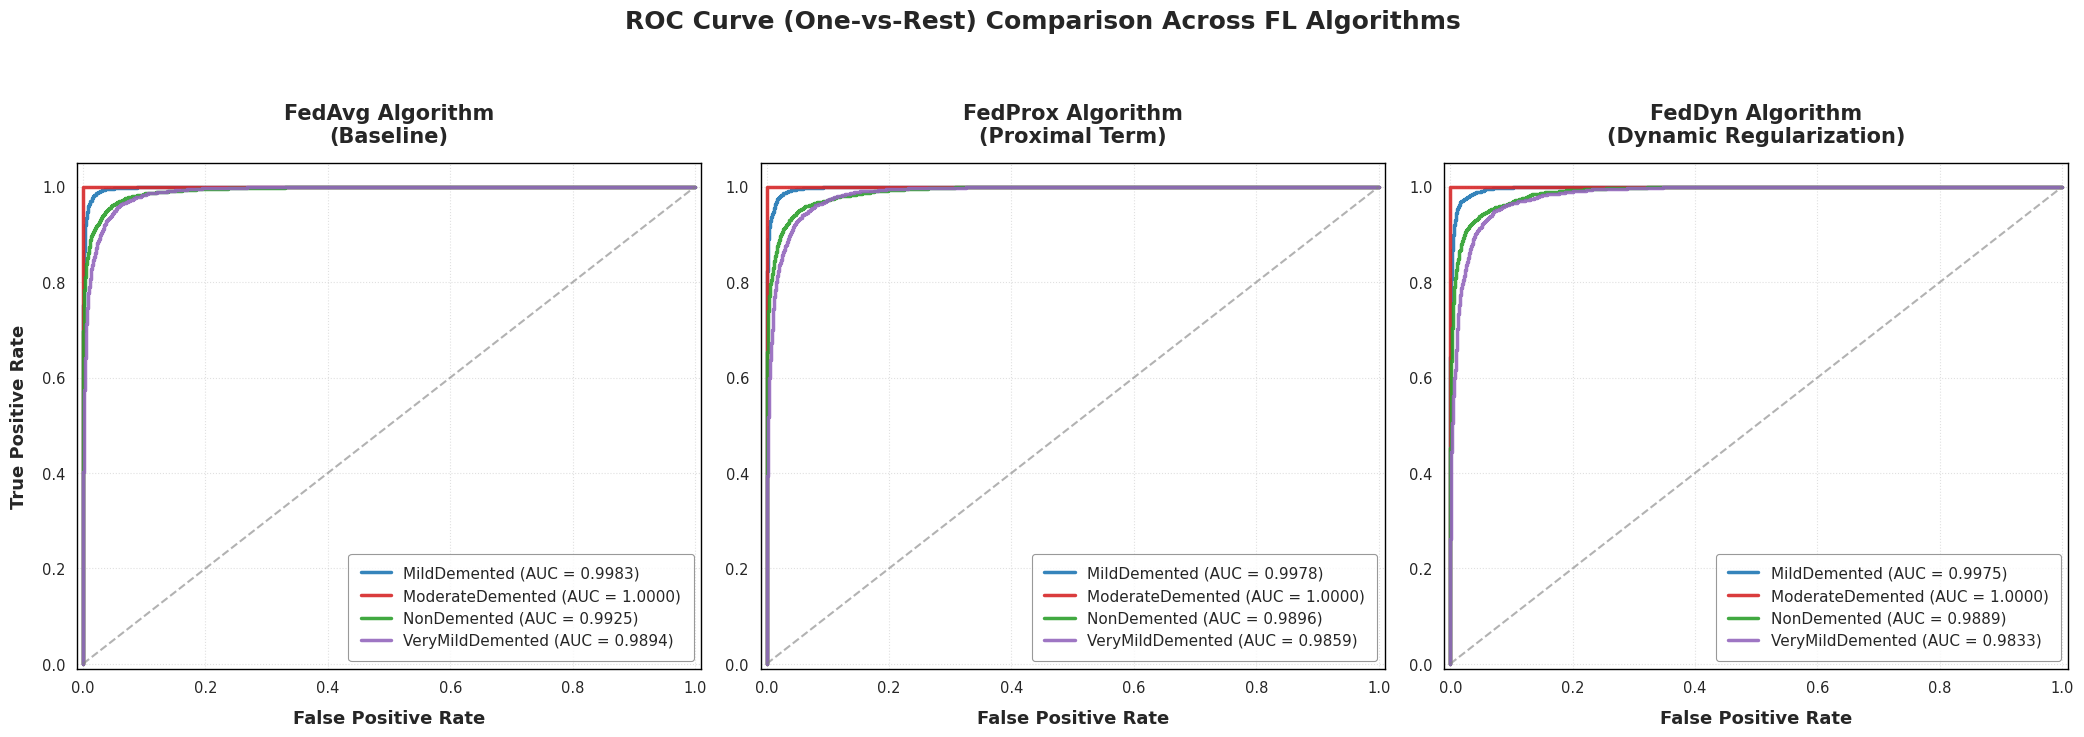 ROC Curve (One-vs-Rest) Comparison Across FL Algorithms
FedAvg Algorithm
(Baseline)
True Positive Rate
1.0
0.8
0.6
0.4
0.2
0.0
MildDemented (AUC = 0.9983)
ModerateDemented (AUC = 1.0000)
NonDemented (AUC = 0.9925)
VeryMildDemented (AUC = 0.9894)
0.0 0.2 0.4 0.6 0.8 1.0
False Positive Rate
FedProx Algorithm
(Proximal Term)
1.0
0.8
0.6
0.4
0.2
0.0
MildDemented (AUC = 0.9978)
ModerateDemented (AUC = 1.0000)
NonDemented (AUC = 0.9896)
VeryMildDemented (AUC = 0.9859)
0.0 0.2 0.4 0.6 0.8 1.0
False Positive Rate
FedDyn Algorithm
(Dynamic Regularization)
1.0
0.8
0.6
0.4
0.2
0.0
MildDemented (AUC = 0.9975)
ModerateDemented (AUC = 1.0000)
NonDemented (AUC = 0.9889)
VeryMildDemented (AUC = 0.9833)
0.0 0.2 0.4 0.6 0.8 1.0
False Positive Rate